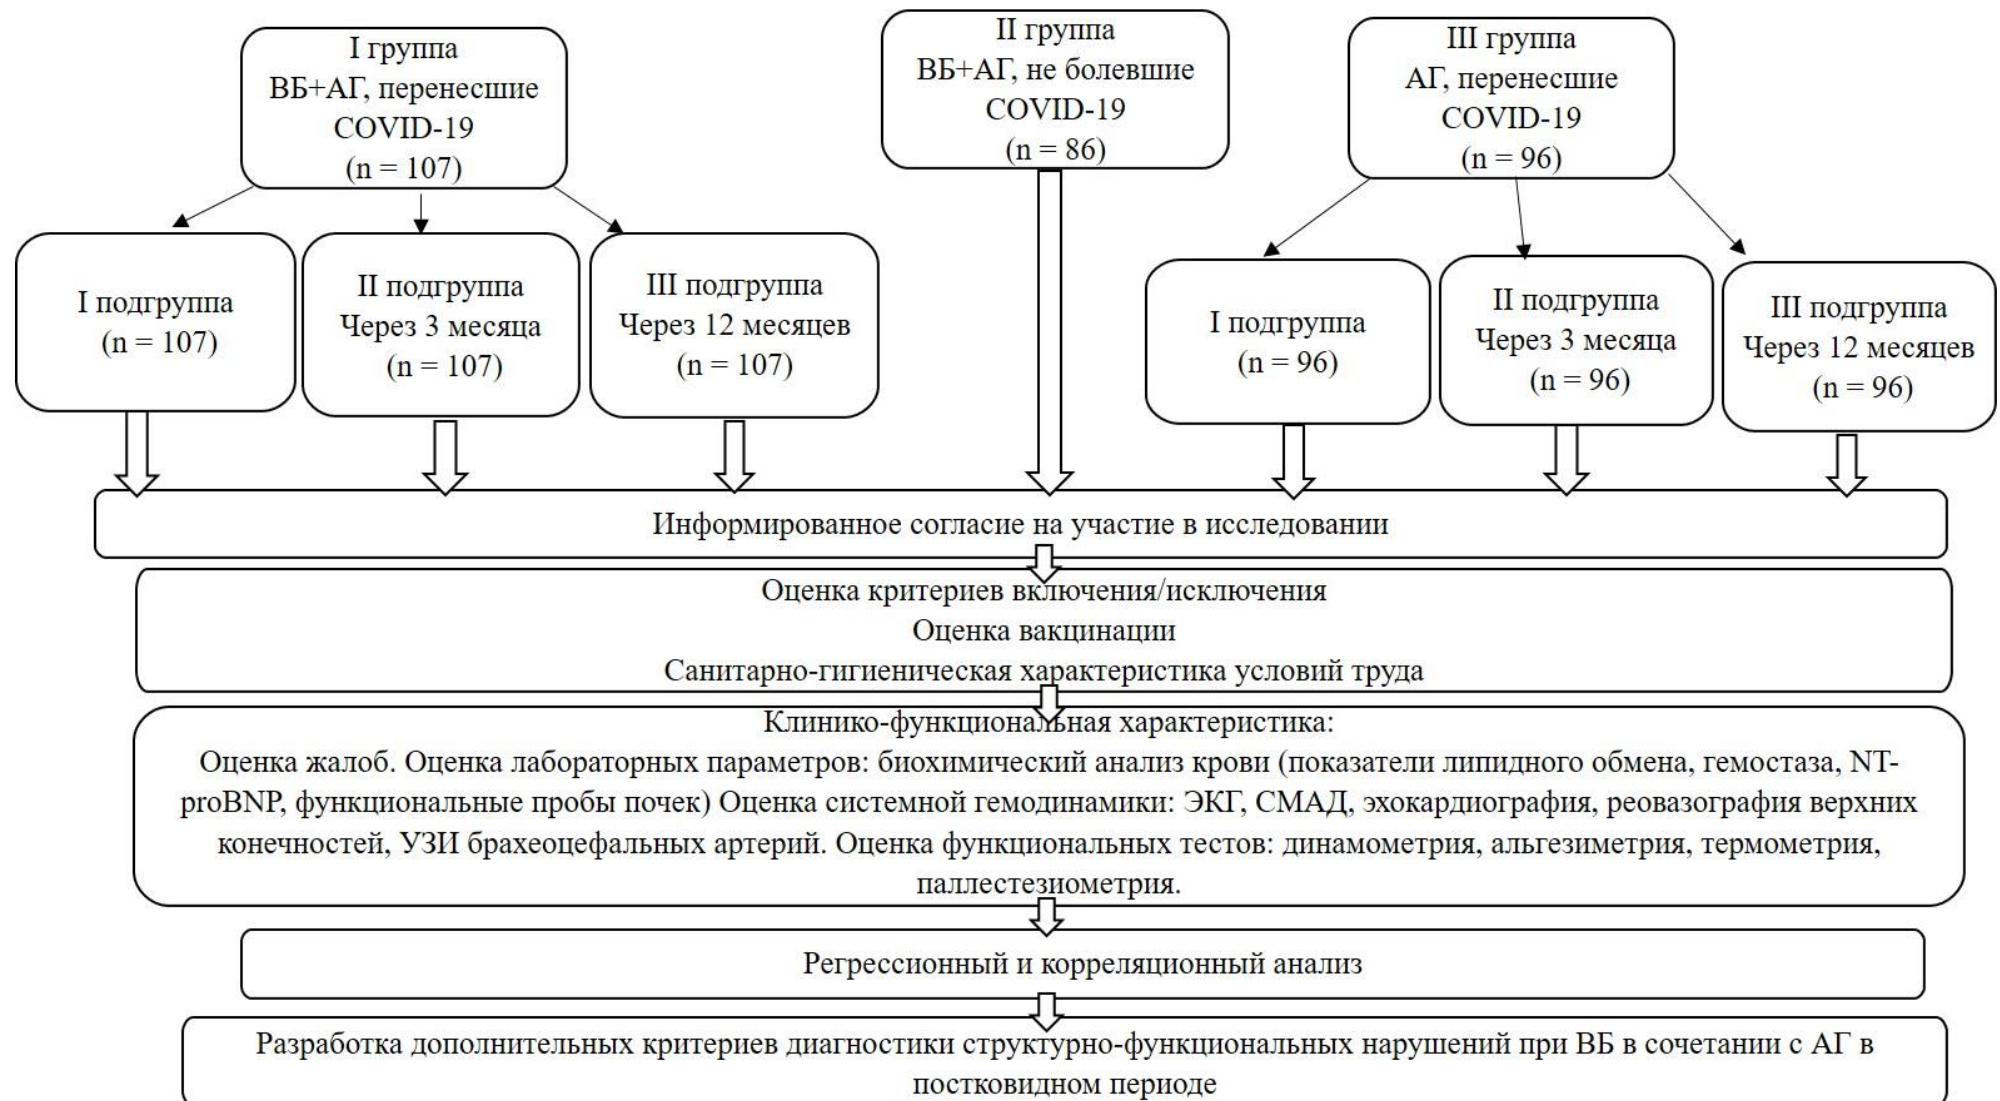 I группа
ВБ+АГ, перенесшие
COVID-19
(n = 107)
II группа
ВБ+АГ, не болевшие
COVID-19
(n = 86)
III группа
АГ, перенесшие
COVID-19
(n = 96)
I подгруппа
(n = 107)
II подгруппа
Через 3 месяца
(n = 107)
III подгруппа
Через 12 месяцев
(n = 107)
I подгруппа
(n = 96)
II подгруппа
Через 3 месяца
(n = 96)
III подгруппа
Через 12 месяцев
(n = 96)
Информированное согласие на участие в исследовании
Оценка критериев включения/исключения
Оценка вакцинации
Санитарно-гигиеническая характеристика условий труда
Клинико-функциональная характеристика:
Оценка жалоб. Оценка лабораторных параметров: биохимический анализ крови (показатели липидного обмена, гемостаза, NT-
proBNP, функциональные пробы почек) Оценка системной гемодинамики: ЭКГ, СМАД, эхокардиография, реовазография верхних
конечностей, УЗИ брахеоцефальных артерий. Оценка функциональных тестов: динамометрия, альгезиметрия, термометрия,
паллестезиометрия.
Регрессионный и корреляционный анализ
Разработка дополнительных критериев диагностики структурно-функциональных нарушений при ВБ в сочетании с АГ в
постковидном периоде